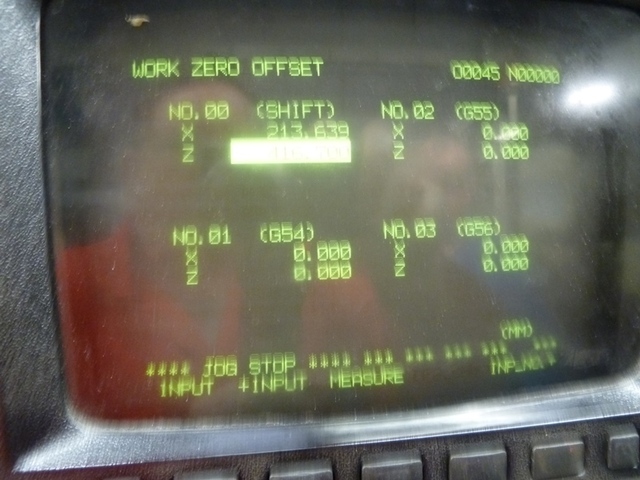 WORK ZERO OFFSET O0045 N00000
NO.00 (SHIFT) NO.02 (G55)
X 213.639 X 0.000
Z Z 0.000
NO.01 (G54) NO.03 (G56)
X 0.000 X 0.000
Z 0.000 Z 0.000
(MM)
**** JOG STOP **** *** *** *** *** ***
INPUT +INPUT MEASURE